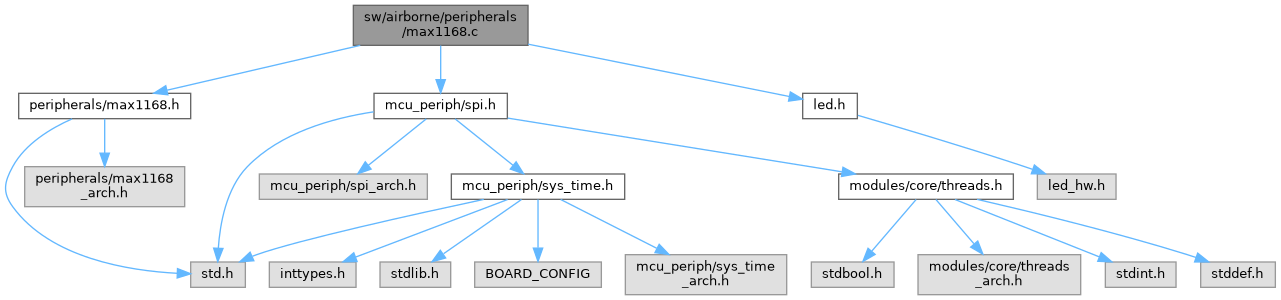 sw/airborne/peripherals
/max1168.c
peripherals/max1168.h
mcu_periph/spi.h
led.h
peripherals/max1168
_arch.h
mcu_periph/spi_arch.h
mcu_periph/sys_time.h
modules/core/threads.h
led_hw.h
std.h
inttypes.h
stdlib.h
BOARD_CONFIG
mcu_periph/sys_time
_arch.h
stdbool.h
modules/core/threads
_arch.h
stdint.h
stddef.h